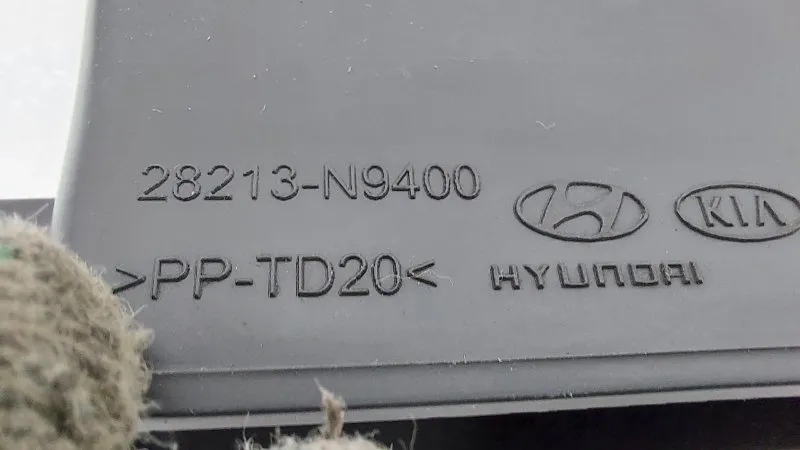 28213-N9400
KIA
>PP-TD20<
HYUNDAI